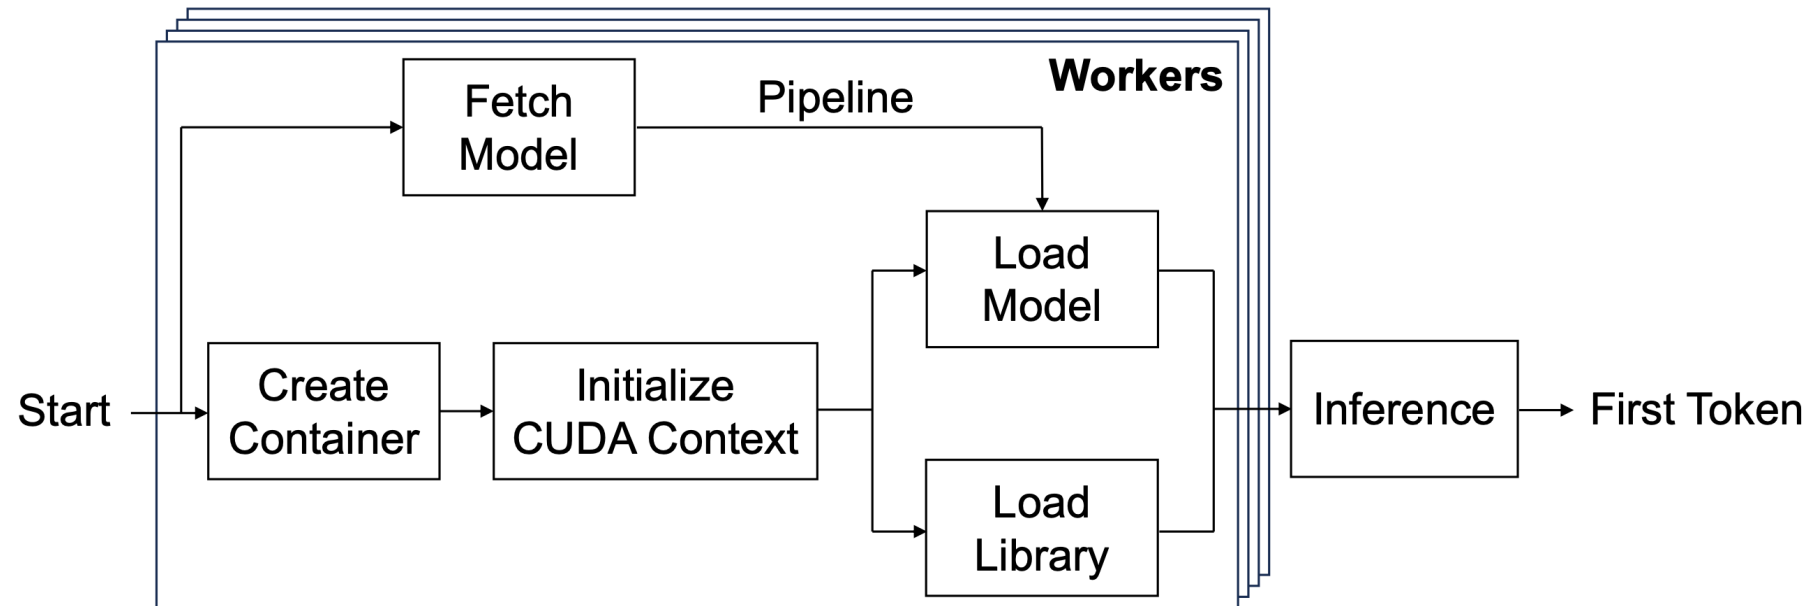 Workers
Fetch
Model
Pipeline
Load
Model
Start
Create
Container
Initialize
CUDA Context
Inference
First Token
Load
Library